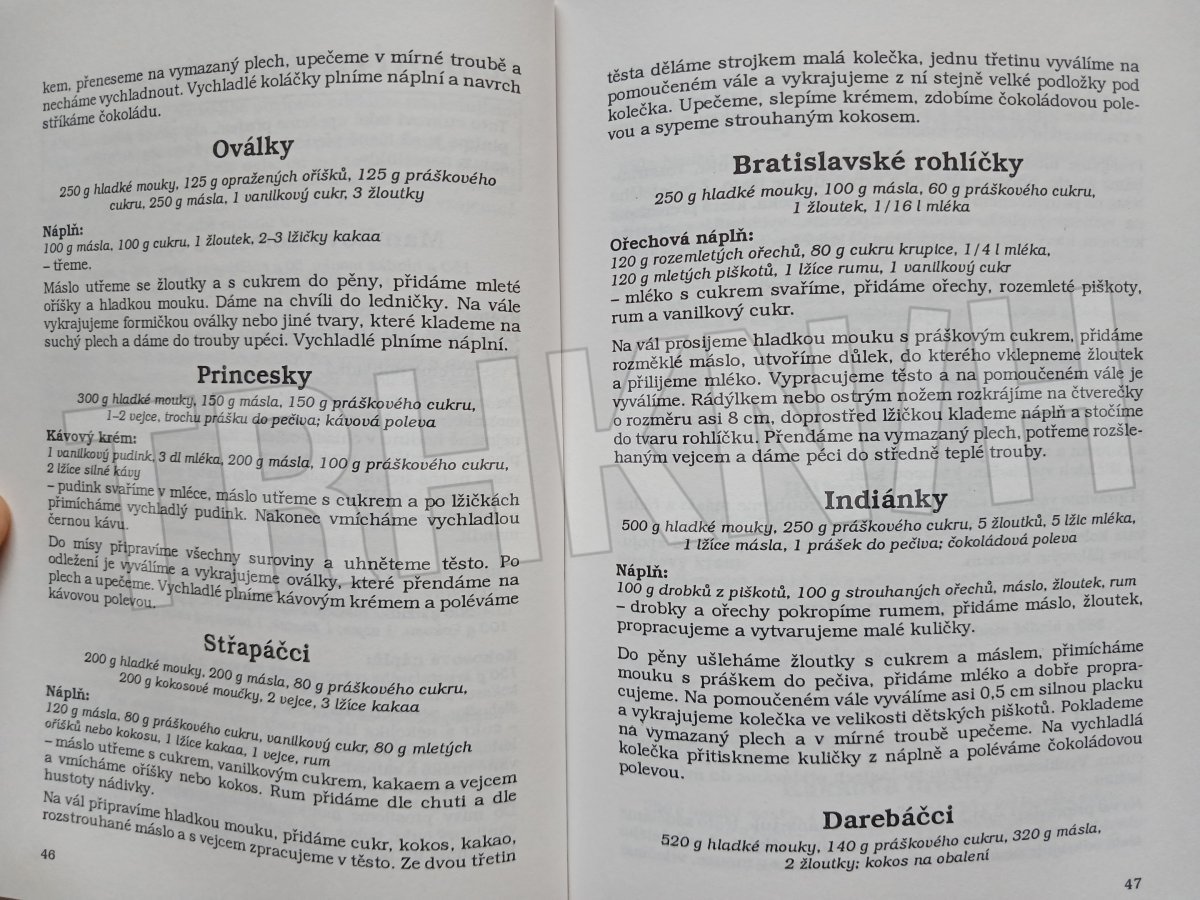 kem, přeneseme na vymazaný plech, upečeme v mírné troubě a
necháme vychladnout. Vychladlé koláčky plníme náplní a navrch
stříkáme čokoládu.
Oválky
250 g hladké mouky, 125 g opražených oříšků, 125 g práškového
cukru, 250 g másla, 1 vanilkový cukr, 3 žloutky
Náplň:
100 g másla, 100 g cukru, 1 žloutek, 2–3 lžičky kakaa
– třeme.
Máslo utřeme se žloutky a s cukrem do pěny, přidáme mleté
oříšky a hladkou mouku. Dáme na chvíli do ledničky. Na vále
vykrajujeme formičkou oválky nebo jiné tvary, které klademe na
suchý plech a dáme do trouby upéci. Vychladlé plníme náplní.
Princesky
300 g hladké mouky, 150 g másla, 150 g práškového cukru,
1–2 vejce, trochu prášku do pečiva; kávová poleva
Kávový krém:
1 vanilkový pudink, 3 dl mléka, 200 g másla, 100 g práškového cukru,
2 lžíce silné kávy
– pudink svaříme v mléce, máslo utřeme s cukrem a po lžičkách
přimícháme vychladlý pudink. Nakonec vmícháme vychladlou
černou kávu.
Do mísy připravíme všechny suroviny a uhněteme těsto. Po
odležení je vyválíme a vykrajujeme oválky, které přendáme na
plech a upečeme. Vychladlé plníme kávovým krémem a poléváme
kávovou polevou.
Střapáčci
200 g hladké mouky, 200 g másla, 80 g práškového cukru,
200 g kokosové moučky, 2 vejce, 3 lžíce kakaa
Náplň:
120 g másla, 80 g práškového cukru, vanilkový cukr, 80 g mletých
oříšků nebo kokosu, 1 lžíce kakaa, 1 vejce, rum
– máslo utřeme s cukrem, vanilkovým cukrem, kakaem a vejcem
a vmícháme oříšky nebo kokos. Rum přidáme dle chuti a dle
hustoty nádivky.
Na vál připravíme hladkou mouku, přidáme cukr, kokos, kakao,
rozstrouhané máslo a s vejcem zpracujeme v těsto. Ze dvou třetin
46
těsta děláme strojkem malá kolečka, jednu třetinu vyválíme na
pomoučeném vále a vykrajujeme z ní stejně velké podložky pod
kolečka. Upečeme, slepíme krémem, zdobíme čokoládovou pole-
vou a sypeme strouhaným kokosem.
Bratislavské rohlíčky
250 g hladké mouky, 100 g másla, 60 g práškového cukru,
1 žloutek, 1/16 l mléka
Ořechová náplň:
120 g rozemletých ořechů, 80 g cukru krupice, 1/4 l mléka,
120 g mletých piškotů, 1 lžíce rumu, 1 vanilkový cukr
– mléko s cukrem svaříme, přidáme ořechy, rozemleté piškoty,
rum a vanilkový cukr.
Na vál prosijeme hladkou mouku s práškovým cukrem, přidáme
rozměklé máslo, utvoříme důlek, do kterého vklepneme žloutek
a přilijeme mléko. Vypracujeme těsto a na pomoučeném vále je
vyválíme. Rádýlkem nebo ostrým nožem rozkrájíme na čtverečky
o rozměru asi 8 cm, doprostřed lžičkou klademe náplň a stočíme
do tvaru rohlíčku. Přendáme na vymazaný plech, potřeme rozšle-
haným vejcem a dáme péci do středně teplé trouby.
Indiánky
500 g hladké mouky, 250 g práškového cukru, 5 žloutků, 5 lžic mléka,
1 lžíce másla, 1 prášek do pečiva; čokoládová poleva
Náplň:
100 g drobků z piškotů, 100 g strouhaných ořechů, máslo, žloutek, rum
– drobky a ořechy pokropíme rumem, přidáme máslo, žloutek,
propracujeme a vytvarujeme malé kuličky.
Do pěny ušleháme žloutky s cukrem a máslem, přimícháme
mouku s práškem do pečiva, přidáme mléko a dobře propra-
cujeme. Na pomoučeném vále vyválíme asi 0,5 cm silnou placku
a vykrajujeme kolečka ve velikosti dětských piškotů. Poklademe
na vymazaný plech a v mírné troubě upečeme. Na vychladlá
kolečka přitiskneme kuličky z náplně a poléváme čokoládovou
polevou.
Darebáčci
520 g hladké mouky, 140 g práškového cukru, 320 g másla,
2 žloutky; kokos na obalení
47
TRHKNVH